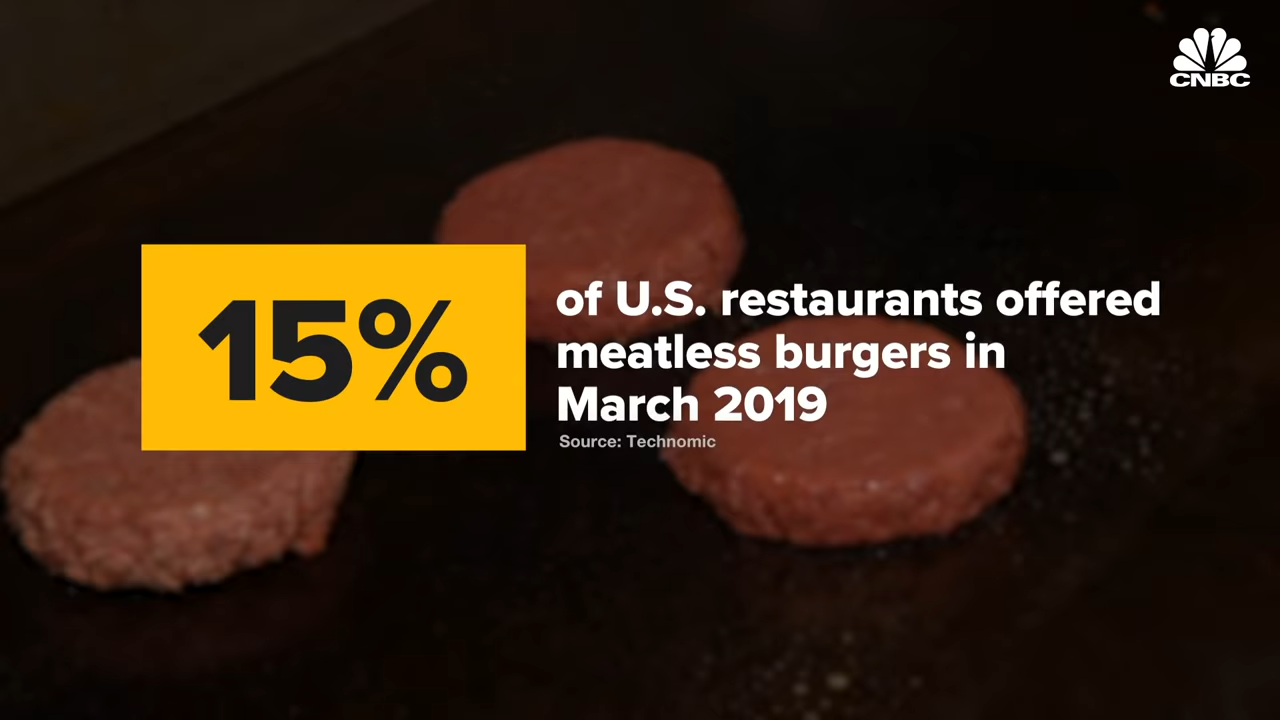 CNBC
15%
of U.S. restaurants offered
meatless burgers in
March 2019
Source: Technomic